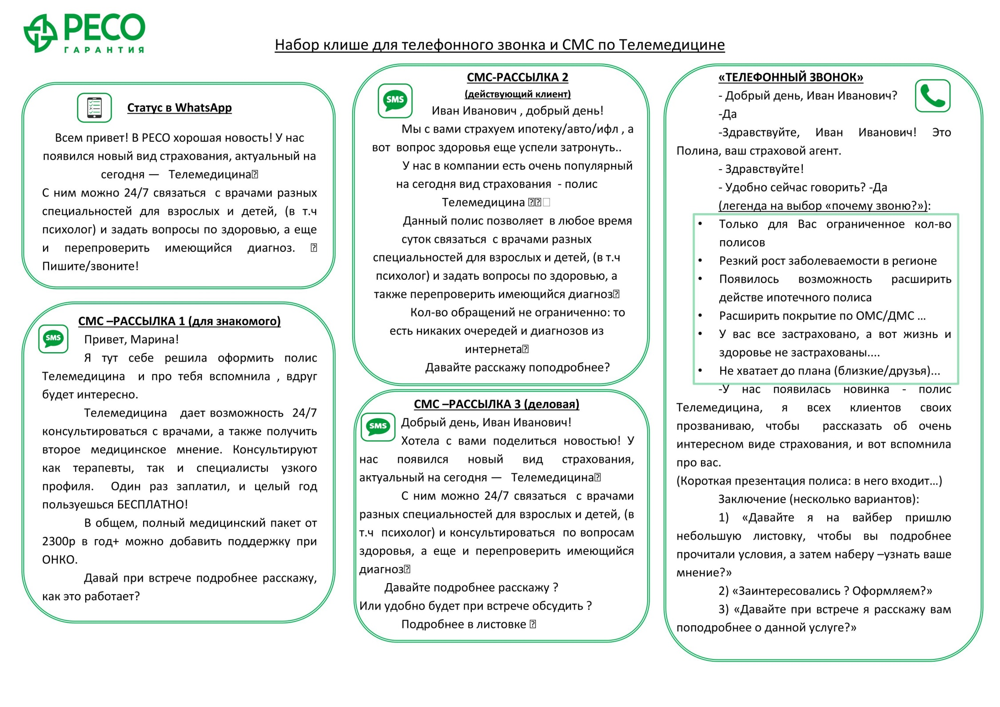 РЕСО
ГАРАНТИЯ
Набор клише для телефонного звонка и СМС по Телемедицине
Статус в WhatsApp
Всем привет! В РЕСО хорошая новость! У нас
появился новый вид страхования, актуальный на
сегодня — Телемедицина
С ним можно 24/7 связаться с врачами разных
специальностей для взрослых и детей, (в т.ч
психолог) и задать вопросы по здоровью, а еще
и перепроверить имеющийся диагноз.
Пишите/звоните!
СМС –РАССЫЛКА 1 (для знакомого)
SMS
Привет, Марина!
Я тут себе решила оформить полис
Телемедицина и про тебя вспомнила , вдруг
будет интересно.
Телемедицина дает возможность 24/7
консультироваться с врачами, а также получить
второе медицинское мнение. Консультируют
как терапевты, так и специалисты узкого
профиля. Один раз заплатил, и целый год
пользуешься БЕСПЛАТНО!
В общем, полный медицинский пакет от
2300р в год+ можно добавить поддержку при
ОНКО.
Давай при встрече подробнее расскажу,
как это работает?
СМС-РАССЫЛКА 2
(действующий клиент)
SMS
Иван Иванович , добрый день!
Мы с вами страхуем ипотеку/авто/ифл , а
вот вопрос здоровья еще успели затронуть..
У нас в компании есть очень популярный
на сегодня вид страхования - полис
Телемедицина
Данный полис позволяет в любое время
суток связаться с врачами разных
специальностей для взрослых и детей, (в т.ч
психолог) и задать вопросы по здоровью, а
также перепроверить имеющийся диагноз
Кол-во обращений не ограниченно: то
есть никаких очередей и диагнозов из
интернета
Давайте расскажу поподробнее?
СМС –РАССЫЛКА 3 (деловая)
SMS
Добрый день, Иван Иванович!
Хотела с вами поделиться новостью! У
нас появился новый вид страхования,
актуальный на сегодня — Телемедицина
С ним можно 24/7 связаться с врачами
разных специальностей для взрослых и детей, (в
т.ч психолог) и консультироваться по вопросам
здоровья, а еще и перепроверить имеющийся
диагноз
Давайте подробнее расскажу ?
Или удобно будет при встрече обсудить ?
Подробнее в листовке
«ТЕЛЕФОННЫЙ ЗВОНОК»
- Добрый день, Иван Иванович?
-Да
-Здравствуйте, Иван Иванович! Это
Полина, ваш страховой агент.
- Здравствуйте!
- Удобно сейчас говорить? -Да
(легенда на выбор «почему звоню?»):
• Только для Вас ограниченное кол-во
полисов
• Резкий рост заболеваемости в регионе
• Появилось возможность расширить
действе ипотечного полиса
• Расширить покрытие по ОМС/ДМС ...
• У вас все застраховано, а вот жизнь и
здоровье не застрахованы....
• Не хватает до плана (близкие/друзья)...
-У нас появилась новинка - полис
Телемедицина, я всех клиентов своих
прозваниваю, чтобы рассказать об очень
интересном виде страхования, и вот вспомнила
про вас.
(Короткая презентация полиса: в него входит...)
Заключение (несколько вариантов):
1) «Давайте я на вайбер пришлю
небольшую листовку, чтобы вы подробнее
прочитали условия, а затем наберу –узнать ваше
мнение?»
2) «Заинтересовались ? Оформляем?»
3) «Давайте при встрече я расскажу вам
поподробнее о данной услуге?»